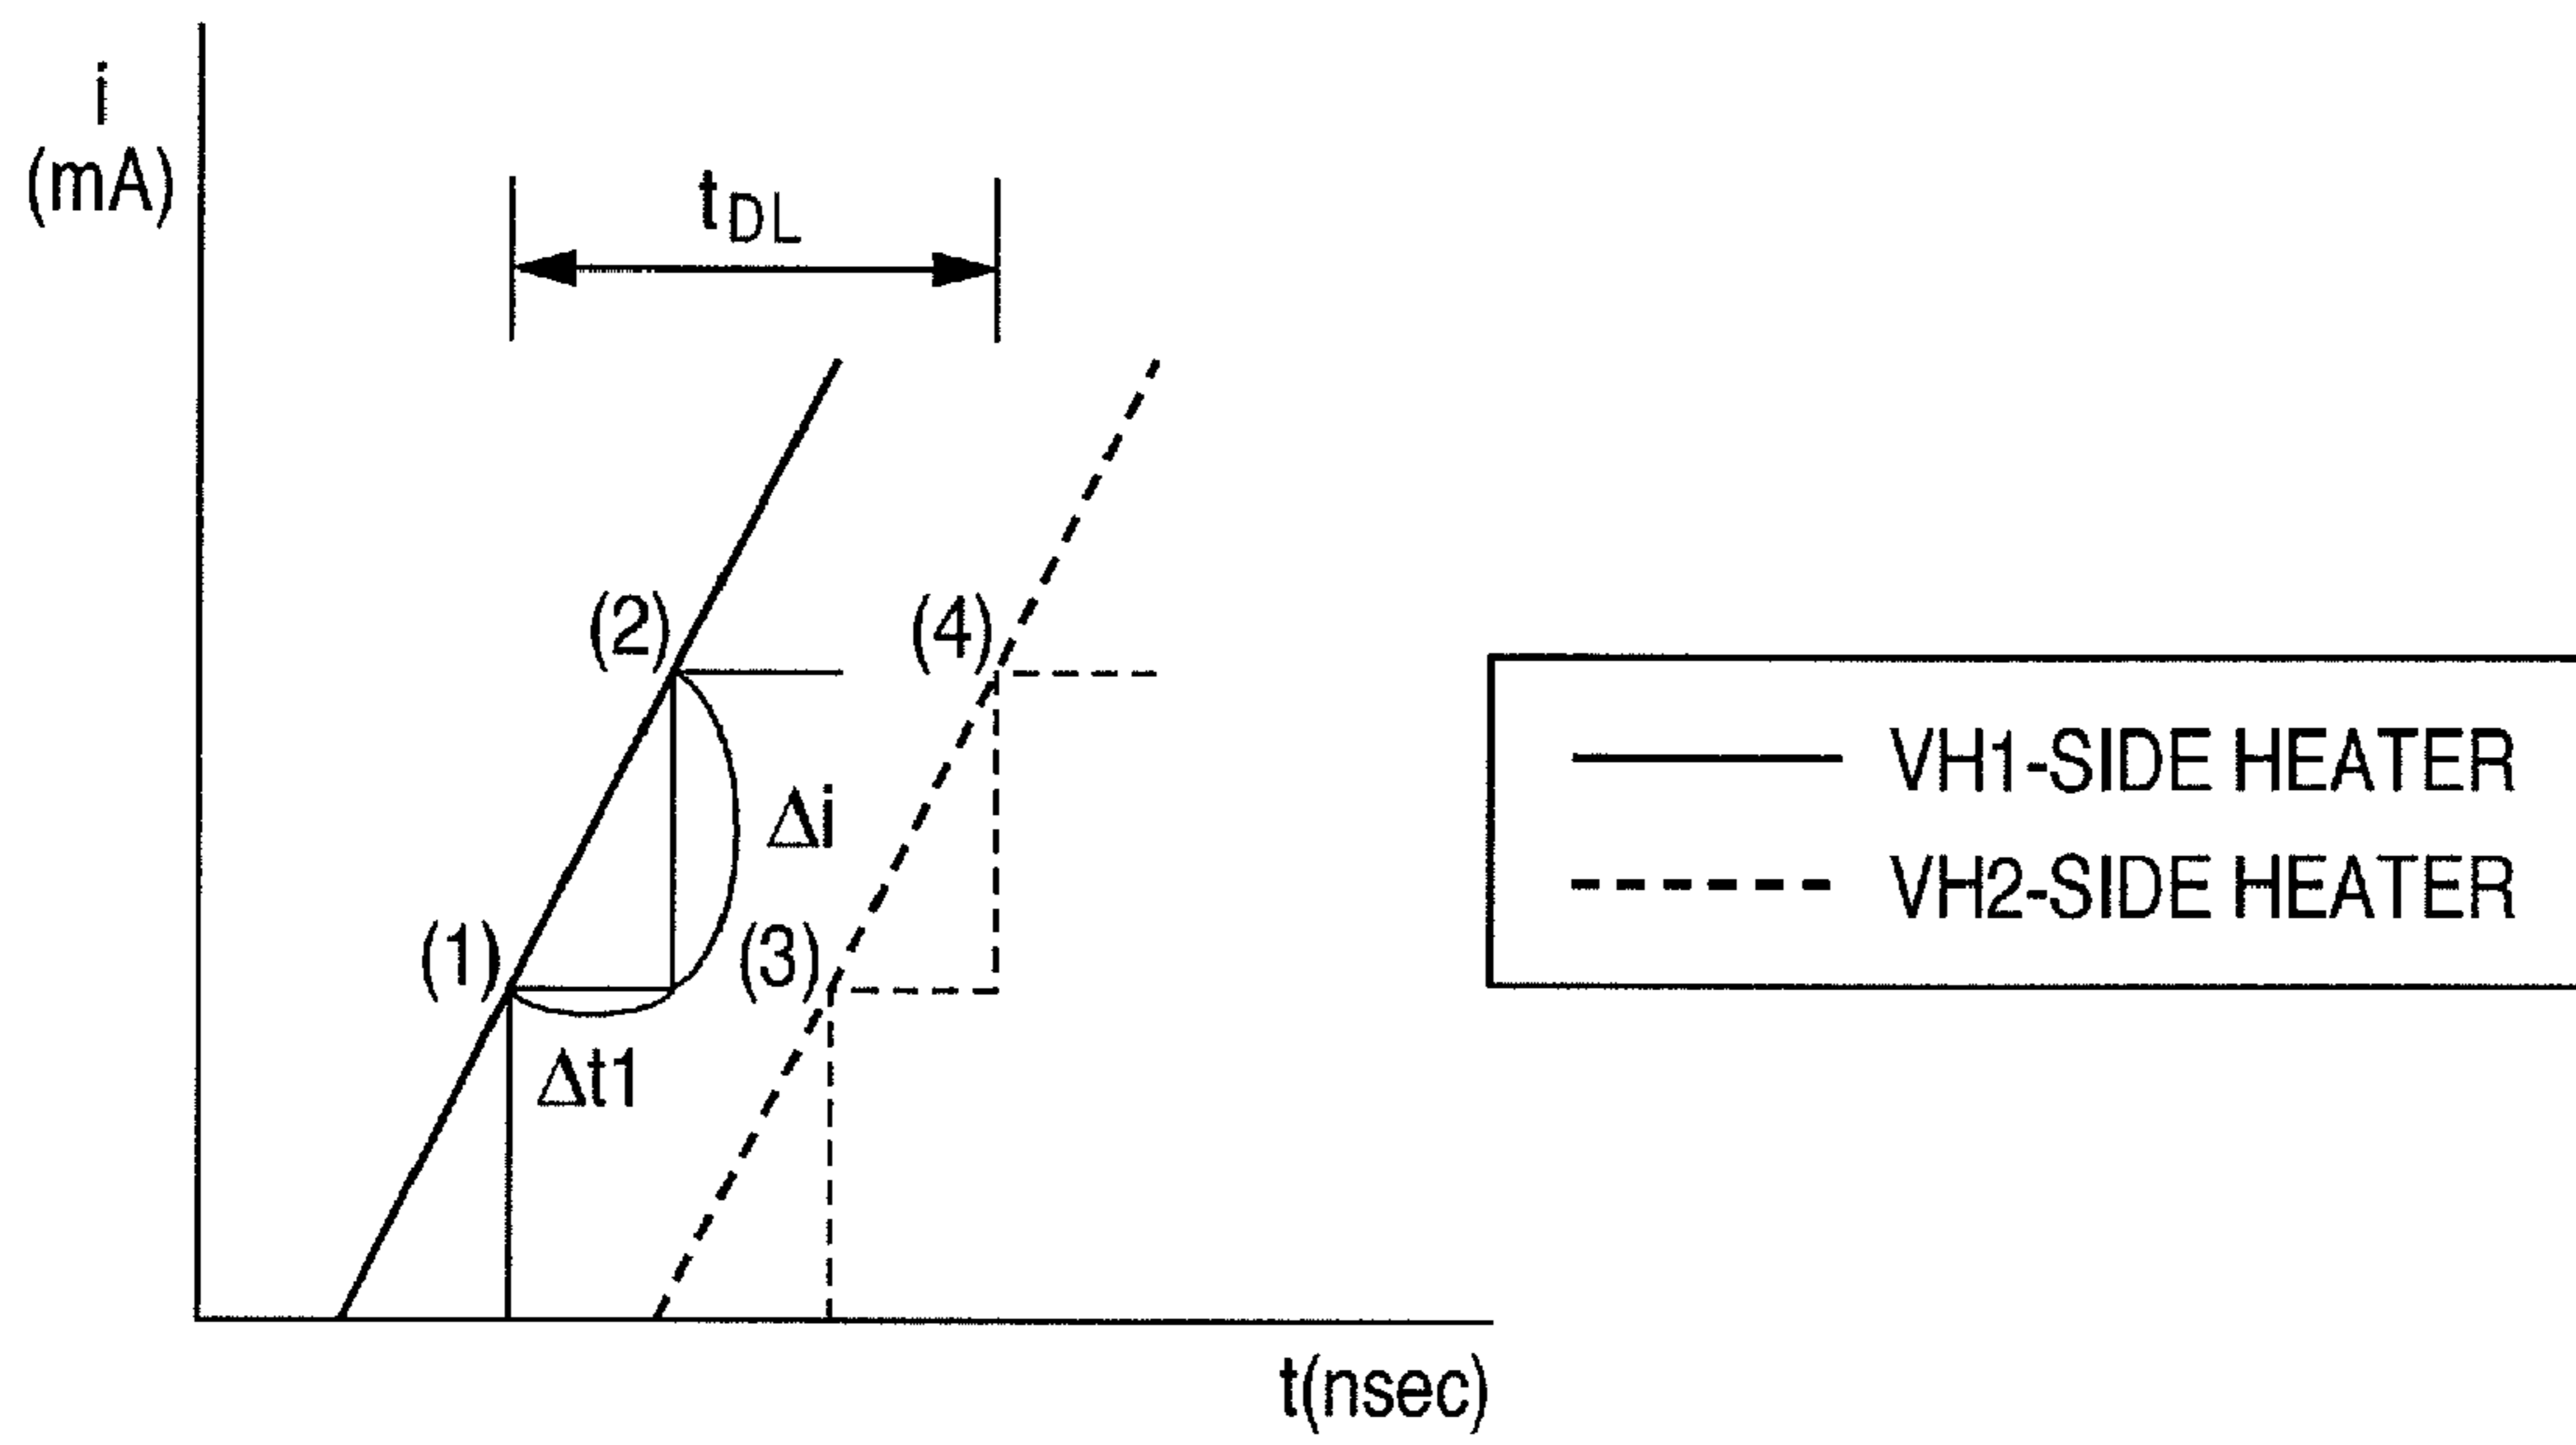 i
(mA)
tDL
(2)
(4)
Δi
(1)
(3)
Δt1
t(nsec)
VH1-SIDE HEATER
VH2-SIDE HEATER